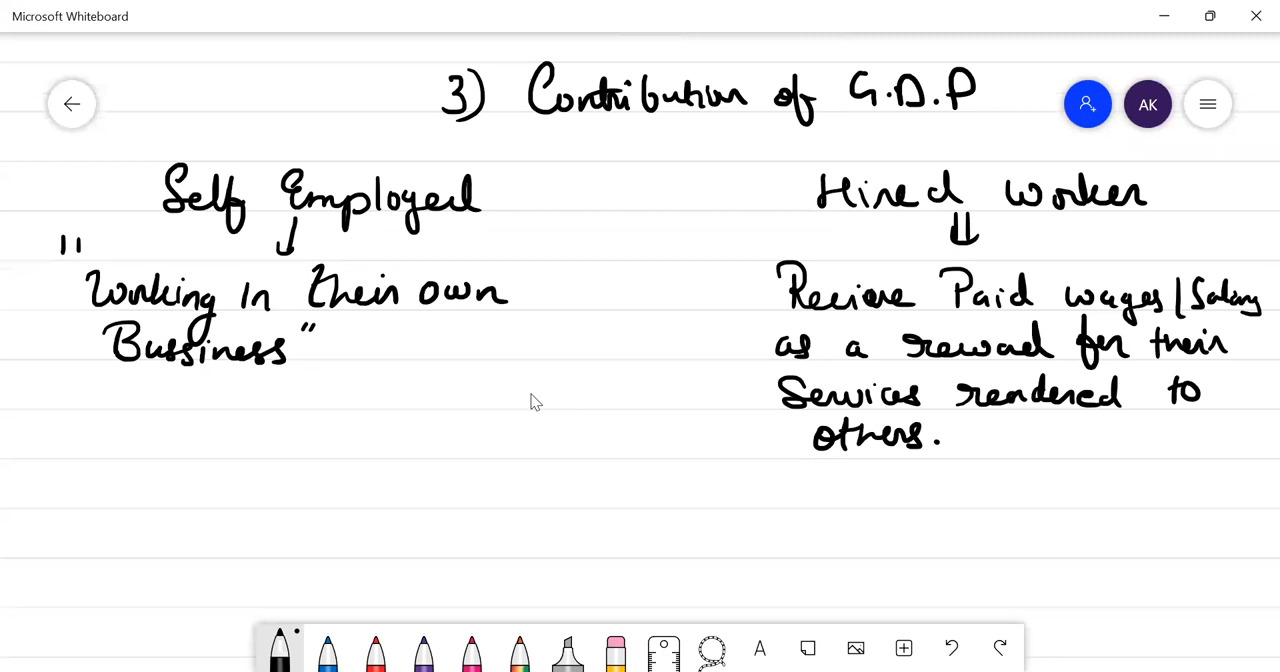 Microsoft Whiteboard
3) Contribution of G.D.P
AK
Self Employed
"Working In their own
Bussiness"
Hired worker
Recieve Paid wages/Salary
as a reward for their
Services rendered to
others.
A